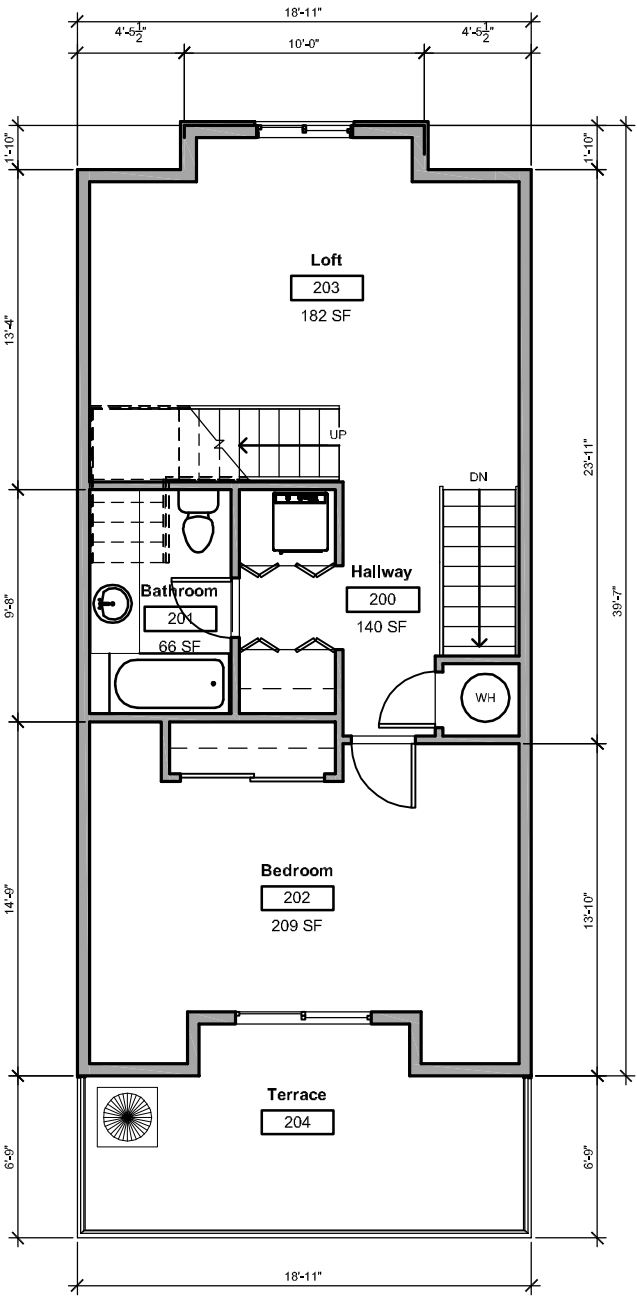 18'-11"
4'-5 1/2"
10'-0"
4'-5 1/2"
1'-10"
1'-10"
Loft
203
182 SF
13'-4"
23'-11"
UP
DN
Hallway
200
140 SF
Bathroom
201
66 SF
9'-8"
39'-7"
WH
Bedroom
202
209 SF
14'-9"
13'-10"
Terrace
204
6'-9"
6'-9"
18'-11"